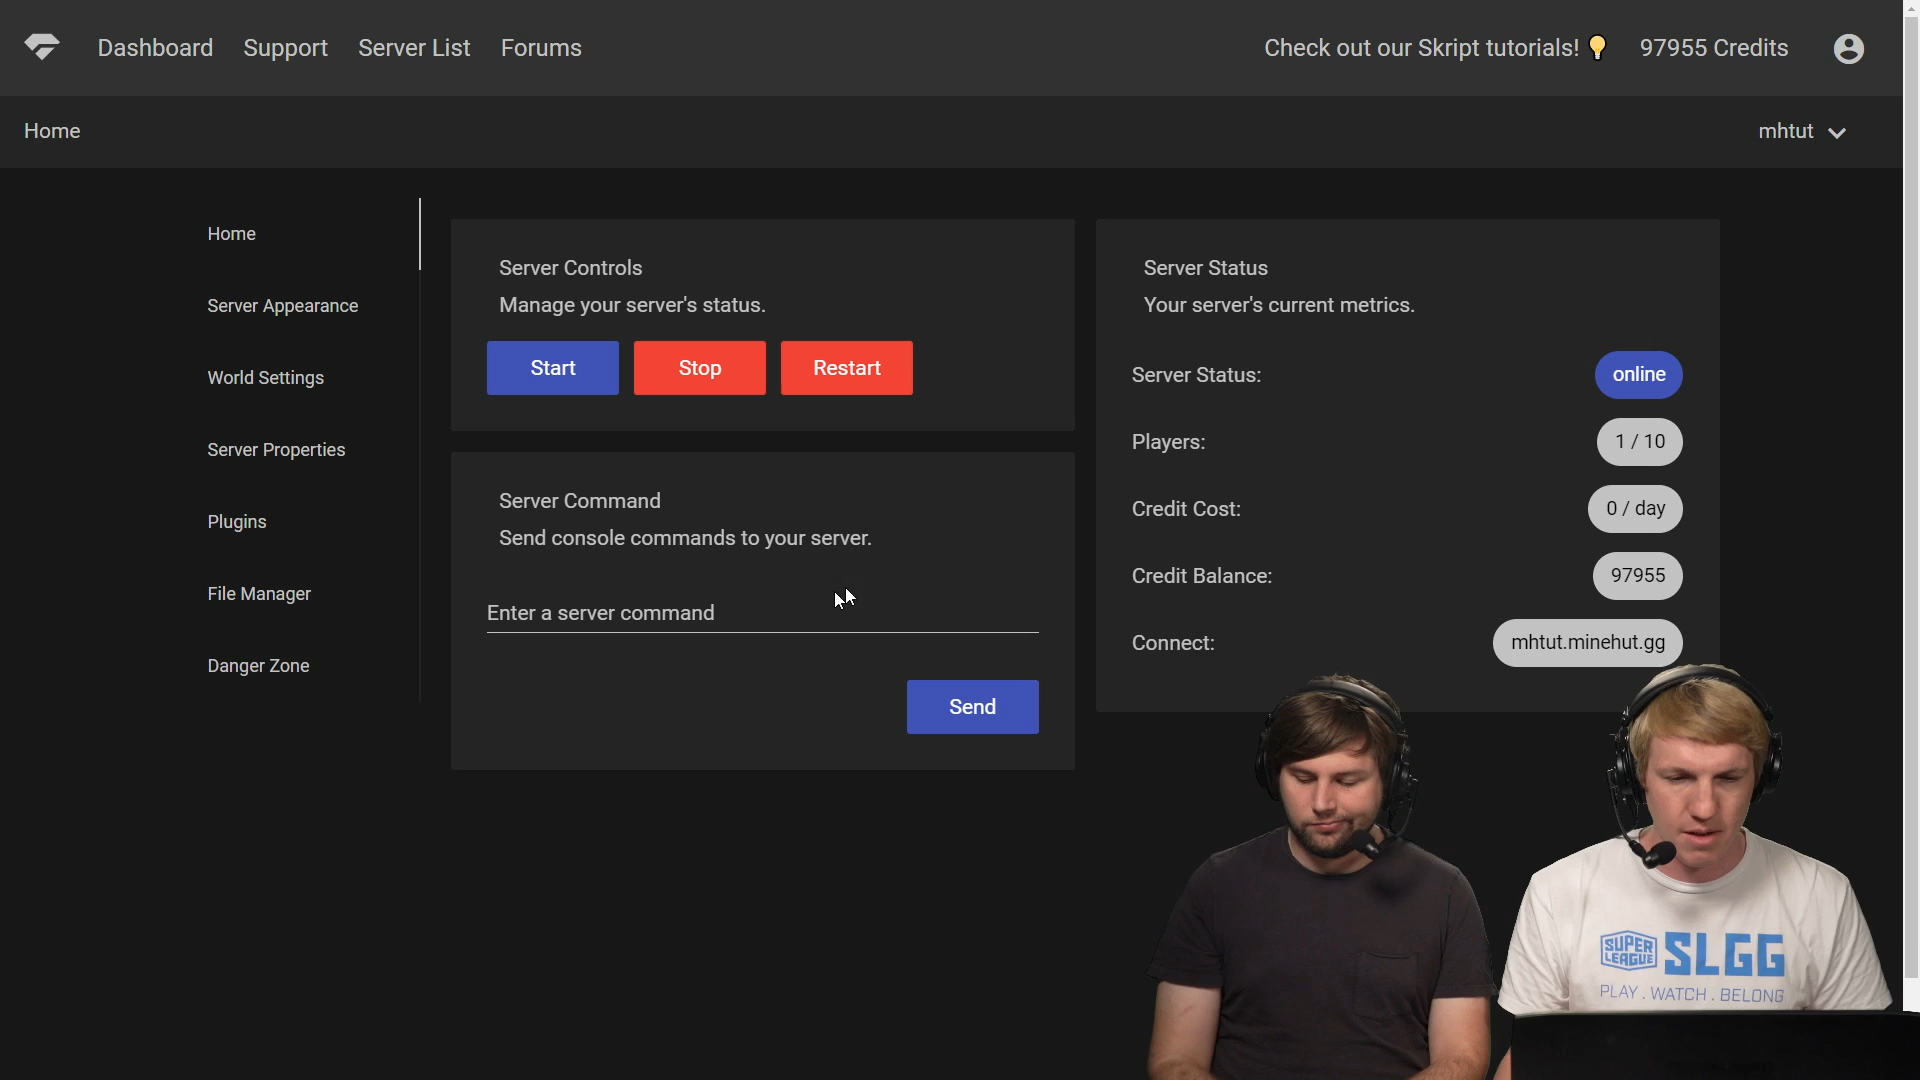 Dashboard Support Server List Forums
Check out our Skript tutorials! 97955 Credits
Home
mhtut
Home
Server Appearance
World Settings
Server Properties
Plugins
File Manager
Danger Zone
Server Controls
Manage your server's status.
Start Stop Restart
Server Command
Send console commands to your server.
Enter a server command
Send
Server Status
Your server's current metrics.
Server Status: online
Players: 1 / 10
Credit Cost: 0 / day
Credit Balance: 97955
Connect: mhtut.minehut.gg
SUPER LEAGUE SLGG
PLAY . WATCH . BELONG